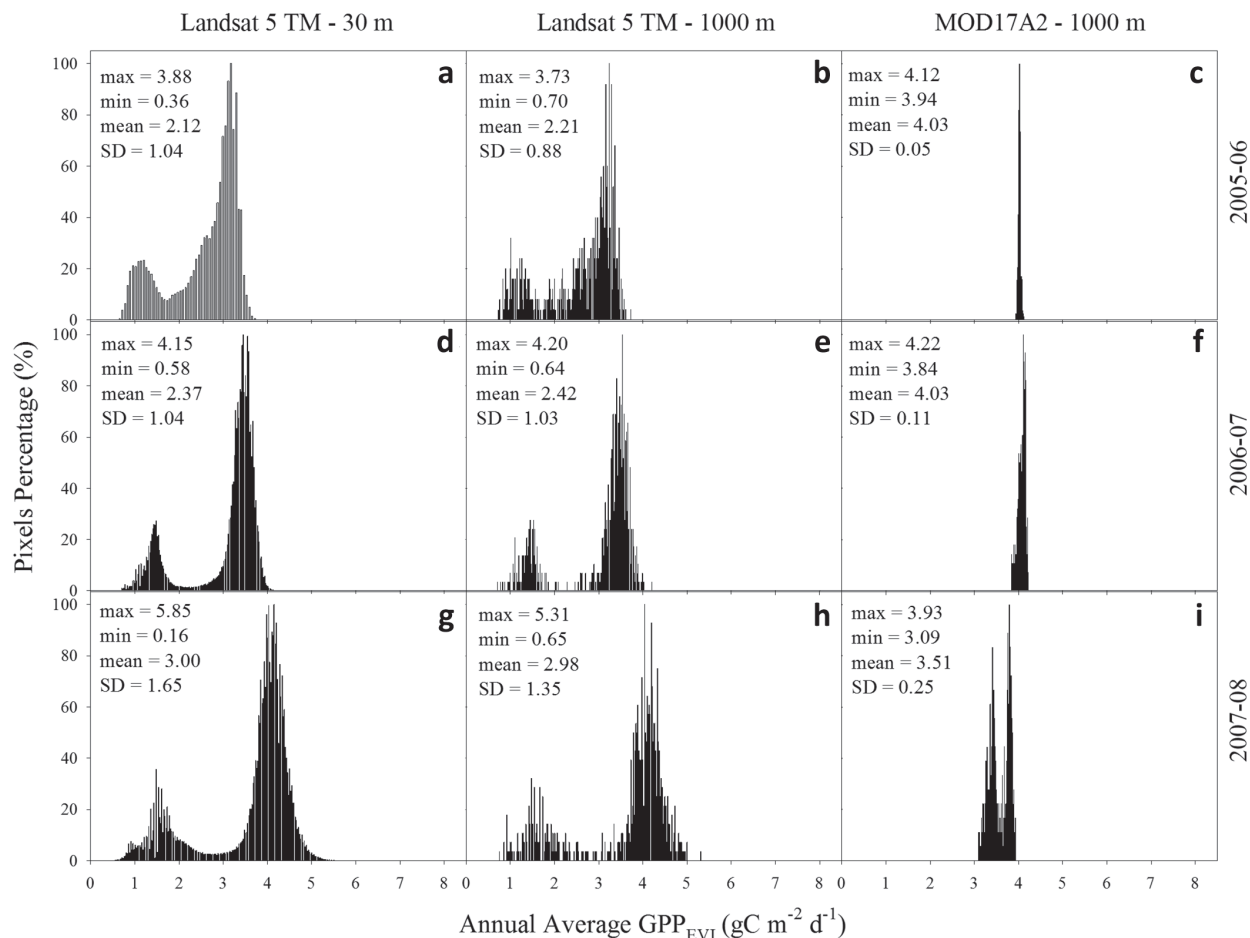 Landsat 5 TM - 30 m Landsat 5 TM - 1000 m MOD17A2 - 1000 m
100 80 60 40 20 0
max = 3.88
min = 0.36
mean = 2.12
SD = 1.04
a
max = 3.73
min = 0.70
mean = 2.21
SD = 0.88
b
max = 4.12
min = 3.94
mean = 4.03
SD = 0.05
c
2005-06
100 80 60 40 20 0
max = 4.15
min = 0.58
mean = 2.37
SD = 1.04
d
max = 4.20
min = 0.64
mean = 2.42
SD = 1.03
e
max = 4.22
min = 3.84
mean = 4.03
SD = 0.11
f
2006-07
Pixels Percentage (%)
100 80 60 40 20 0
max = 5.85
min = 0.16
mean = 3.00
SD = 1.65
g
max = 5.31
min = 0.65
mean = 2.98
SD = 1.35
h
max = 3.93
min = 3.09
mean = 3.51
SD = 0.25
i
2007-08
0 1 2 3 4 5 6 7 8 0 1 2 3 4 5 6 7 8 0 1 2 3 4 5 6 7 8
Annual Average GPP_EVI (gC m⁻² d⁻¹)